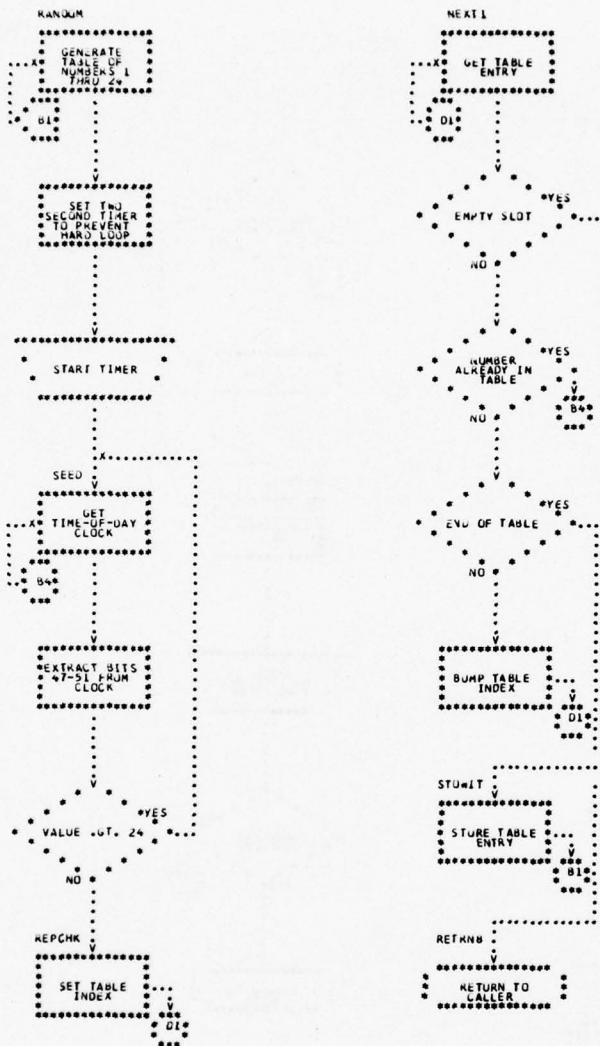 RANDOM
GENERATE
TABLE OF
NUMBERS 1
THRU 24
B1
SET TWO
SECOND TIMER
TO PREVENT
HARD LOOP
START TIMER
SEED
GET
TIME-OF-DAY
CLOCK
B4
EXTRACT BITS
47-51 FROM
CLOCK
YES
VALUE .GT. 24
NO
REPCHK
SET TABLE
INDEX
D1
NEXT1
GET TABLE
ENTRY
D1
YES
EMPTY SLOT
NO
YES
NUMBER
ALREADY IN
TABLE
B4
NO
YES
END OF TABLE
NO
BUMP TABLE
INDEX
D1
STOWIT
STORE TABLE
ENTRY
B1
RETRNB
RETURN TO
CALLER